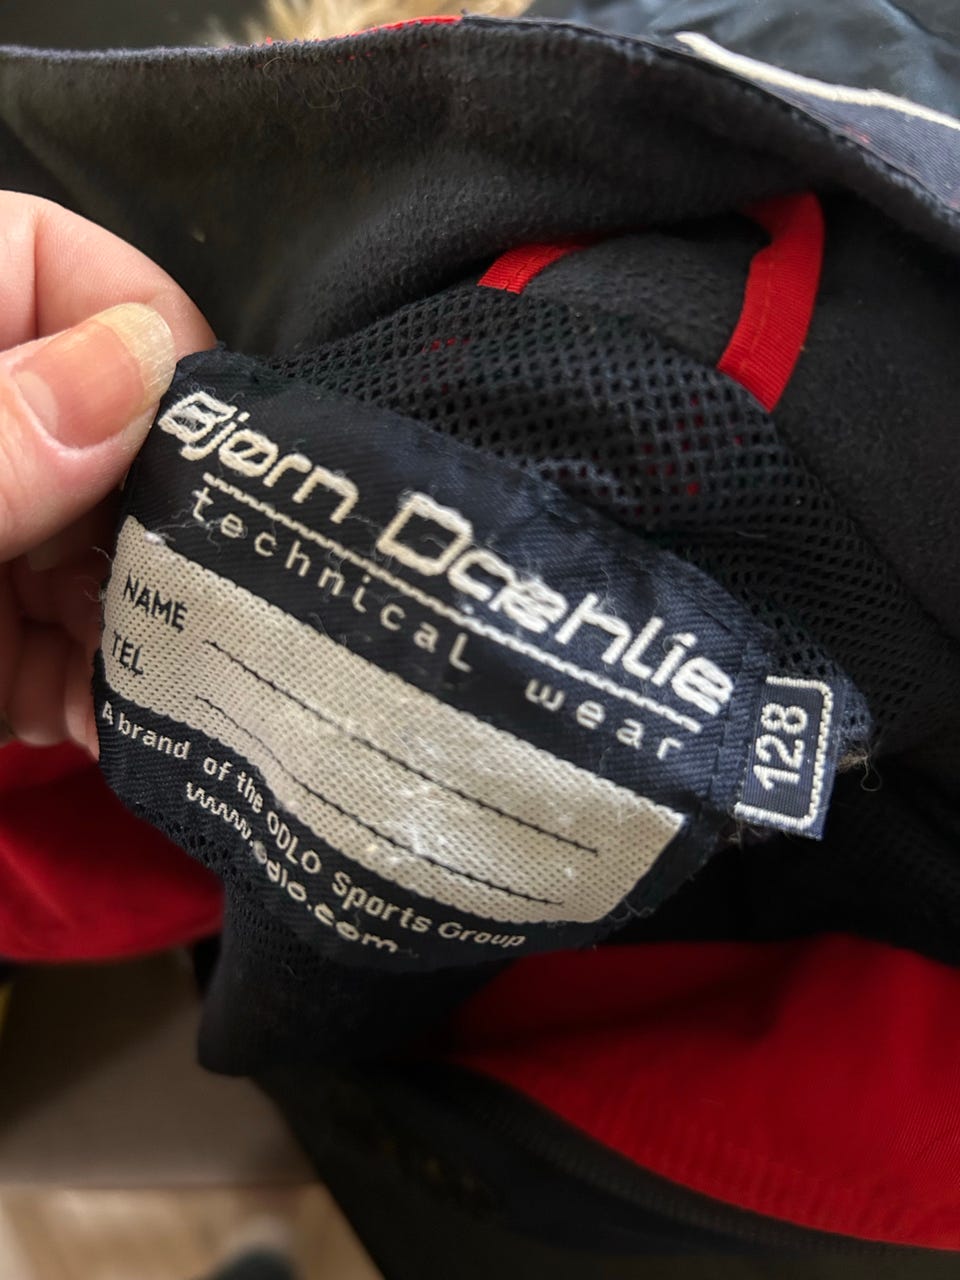 Bjørn Dæhlie
technical wear
128
NAME
TEL
A brand of the ODLO Sports Group
www.odlo.com